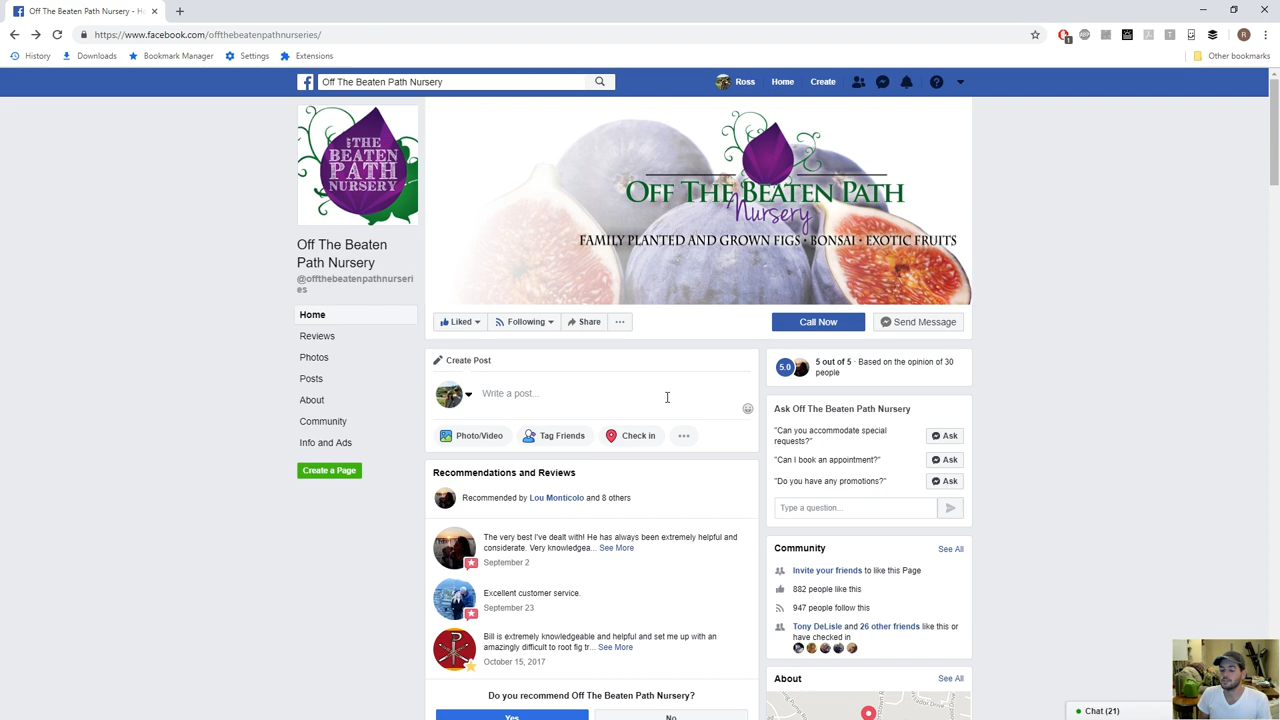 Off The Beaten Path Nursery - H
https://www.facebook.com/offthebeatenpathnurseries/
1
ABP
R
History
Downloads
Bookmark Manager
Settings
Extensions
Other bookmarks
Off The Beaten Path Nursery
Ross
Home
Create
OFF THE
BEATEN
PATH
NURSERY
OFF THE BEATEN PATH
Nursery
FAMILY PLANTED AND GROWN FIGS • BONSAI • EXOTIC FRUITS
Off The Beaten
Path Nursery
@offthebeatenpathnurseri
es
Home
Reviews
Photos
Posts
About
Community
Info and Ads
Create a Page
Liked
Following
Share
Call Now
Send Message
Create Post
Write a post...
Photo/Video
Tag Friends
Check in
Recommendations and Reviews
Recommended by Lou Monticolo and 8 others
The very best I've dealt with! He has always been extremely helpful and
considerate. Very knowledgea... See More
September 2
Excellent customer service.
September 23
Bill is extremely knowledgeable and helpful and set me up with an
amazingly difficult to root fig tr... See More
October 15, 2017
Do you recommend Off The Beaten Path Nursery?
Yes
No
5.0
5 out of 5 · Based on the opinion of 30
people
Ask Off The Beaten Path Nursery
"Can you accommodate special
requests?"
Ask
"Can I book an appointment?"
Ask
"Do you have any promotions?"
Ask
Type a question...
Community
See All
Invite your friends to like this Page
882 people like this
947 people follow this
Tony DeLisle and 26 other friends like this or
have checked in
About
See All
Chat (21)